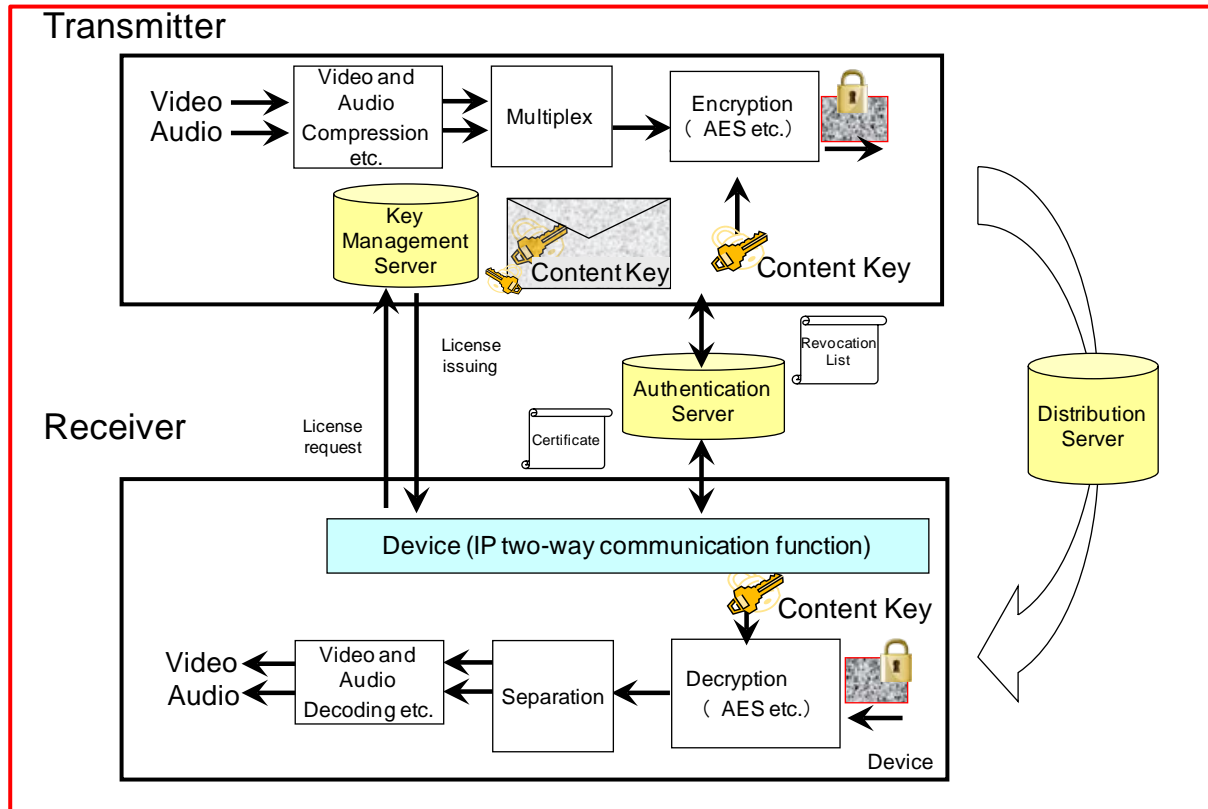 Transmitter
Video
Audio
Video and
Audio
Compression
etc.
Multiplex
Encryption
( AES etc.)
Key
Management
Server
Content Key
Content Key
License
issuing
Revocation
List
Authentication
Server
Distribution
Server
Receiver
License
request
Certificate
Device (IP two-way communication function)
Content Key
Video
Audio
Video and
Audio
Decoding etc.
Separation
Decryption
( AES etc.)
Device